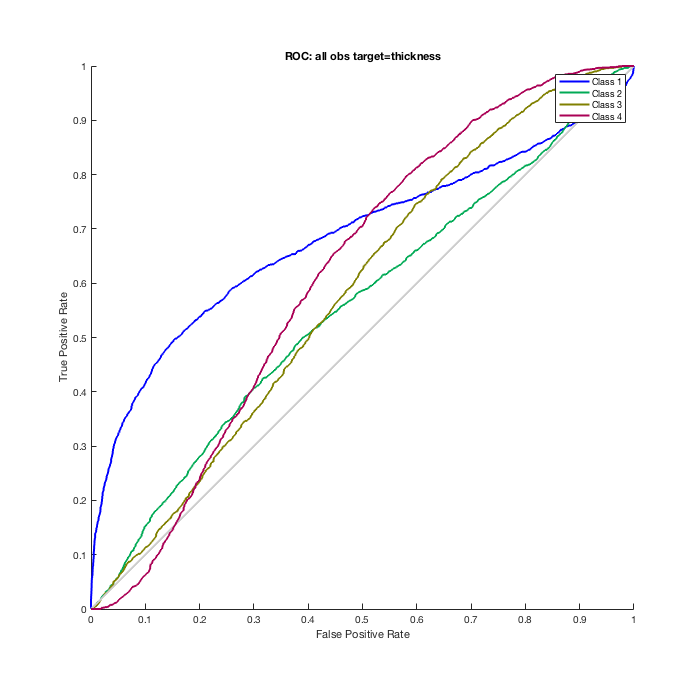 ROC: all obs target=thickness
Class 1
Class 2
Class 3
Class 4
True Positive Rate
1
0.9
0.8
0.7
0.6
0.5
0.4
0.3
0.2
0.1
0
0 0.1 0.2 0.3 0.4 0.5 0.6 0.7 0.8 0.9 1
False Positive Rate